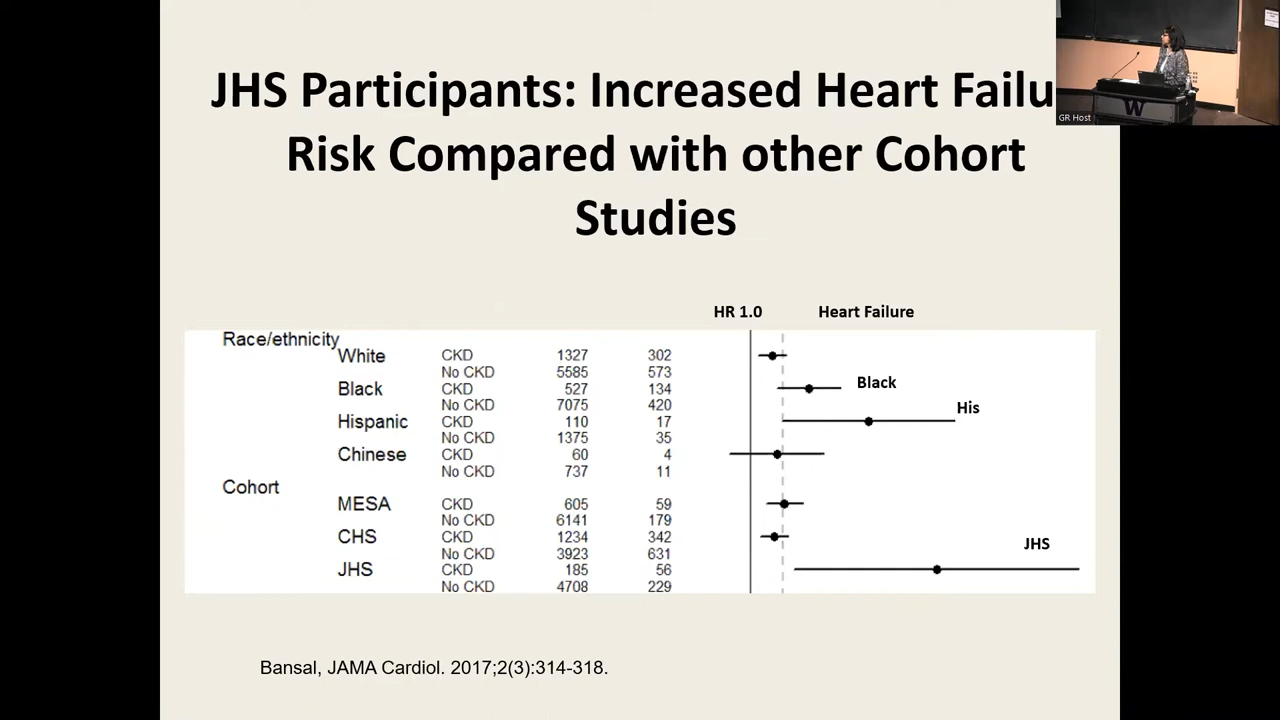 JHS Participants: Increased Heart Failu
Risk Compared with other Cohort
Studies
GR Host
W
HR 1.0 Heart Failure
Race/ethnicity
White CKD 1327 302
No CKD 5585 573
Black CKD 527 134
Black
No CKD 7075 420
His
Hispanic CKD 110 17
No CKD 1375 35
Chinese CKD 60 4
No CKD 737 11
Cohort
MESA CKD 605 59
No CKD 6141 179
CHS CKD 1234 342
JHS
No CKD 3923 631
JHS CKD 185 56
No CKD 4708 229
Bansal, JAMA Cardiol. 2017;2(3):314-318.